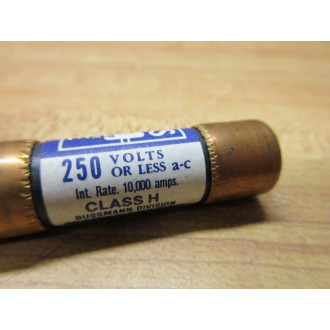 250 VOLTS
OR LESS a-c
Int. Rate. 10,000 amps.
CLASS H
BUSSMANN DIVISION